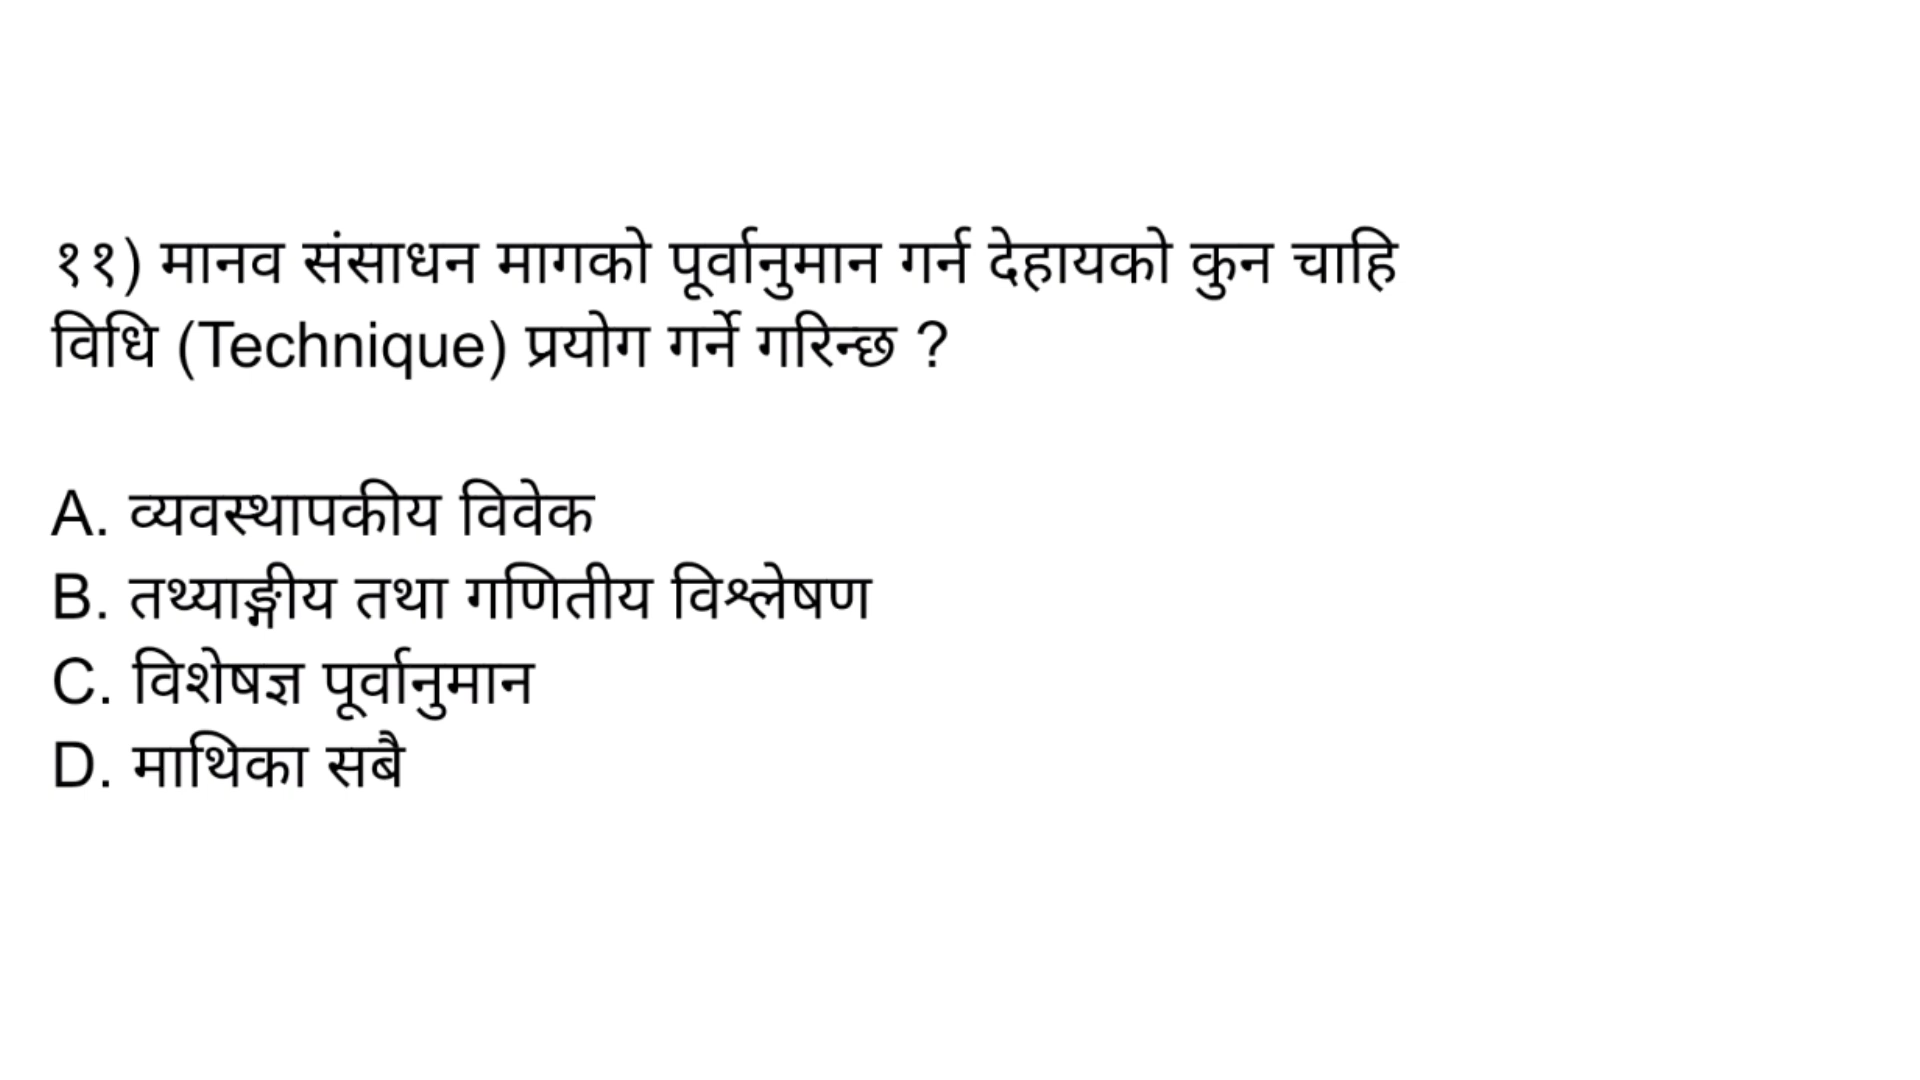 ११) मानव संसाधन मागको पूर्वानुमान गर्न देहायको कुन चाहि
विधि (Technique) प्रयोग गर्ने गरिन्छ ?
A. व्यवस्थापकीय विवेक
B. तथ्याङ्गीय तथा गणितीय विश्लेषण
C. विशेषज्ञ पूर्वानुमान
D. माथिका सबै